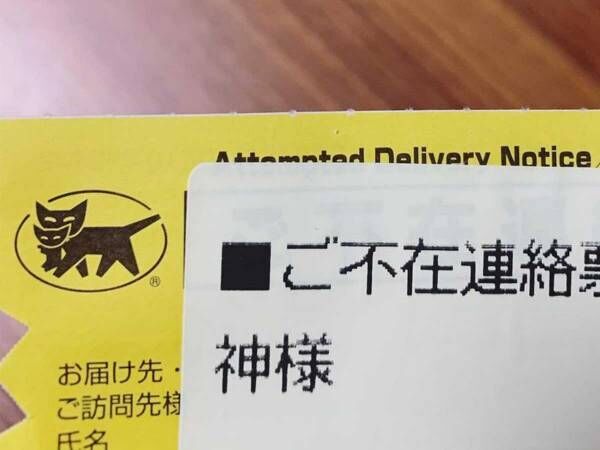 Attempted Delivery Notice
■ご不在連絡票
神様
お届け先・
ご訪問先様
氏名